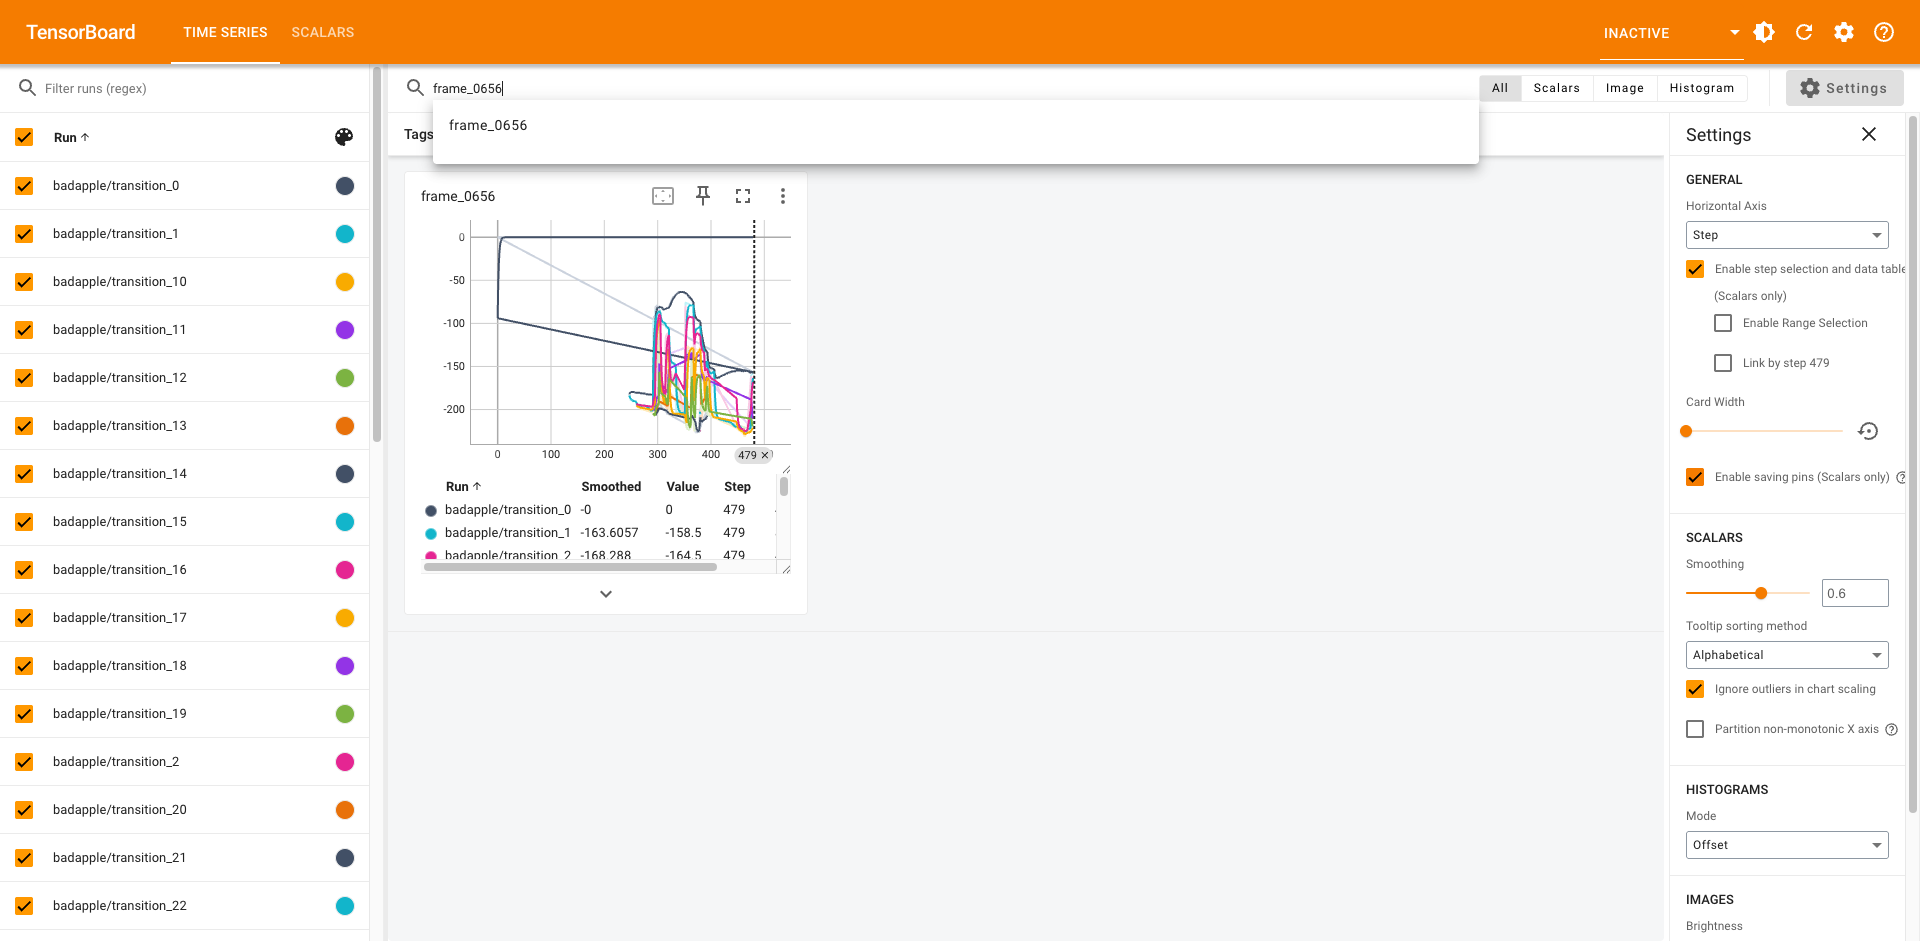 TensorBoard
TIME SERIES
SCALARS
INACTIVE
Filter runs (regex)
frame_0656
All
Scalars
Image
Histogram
Settings
frame_0656
Run
Tags
Settings
badapple/transition_0
badapple/transition_1
badapple/transition_10
badapple/transition_11
badapple/transition_12
badapple/transition_13
badapple/transition_14
badapple/transition_15
badapple/transition_16
badapple/transition_17
badapple/transition_18
badapple/transition_19
badapple/transition_2
badapple/transition_20
badapple/transition_21
badapple/transition_22
frame_0656
0
-50
-100
-150
-200
0
100
200
300
400
479
Run Smoothed Value Step
badapple/transition_0 -0 0 479
badapple/transition_1 -163.6057 -158.5 479
badapple/transition_2 -168.288 -164.5 479
GENERAL
Horizontal Axis
Step
Enable step selection and data table
(Scalars only)
Enable Range Selection
Link by step 479
Card Width
Enable saving pins (Scalars only)
SCALARS
Smoothing
0.6
Tooltip sorting method
Alphabetical
Ignore outliers in chart scaling
Partition non-monotonic X axis
HISTOGRAMS
Mode
Offset
IMAGES
Brightness